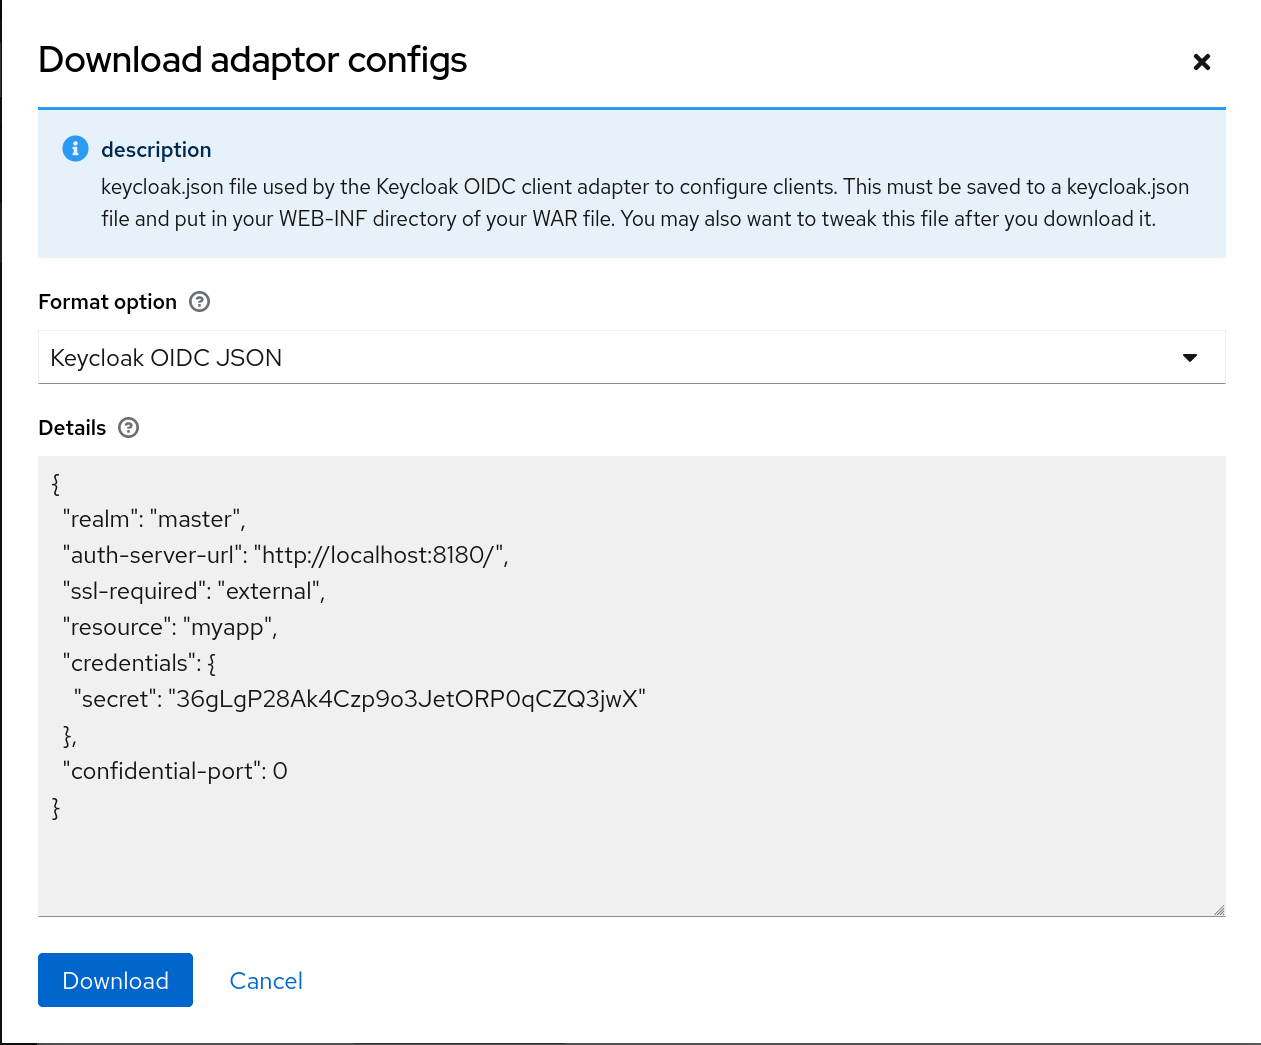 Download adaptor configs
description
keycloak.json file used by the Keycloak OIDC client adapter to configure clients. This must be saved to a keycloak.json
file and put in your WEB-INF directory of your WAR file. You may also want to tweak this file after you download it.
Format option
Keycloak OIDC JSON
Details
{
"realm": "master",
"auth-server-url": "http://localhost:8180/",
"ssl-required": "external",
"resource": "myapp",
"credentials": {
"secret": "36gLgP28Ak4Czp9o3JetORP0qCZQ3jwX"
},
"confidential-port": 0
}
Download
Cancel